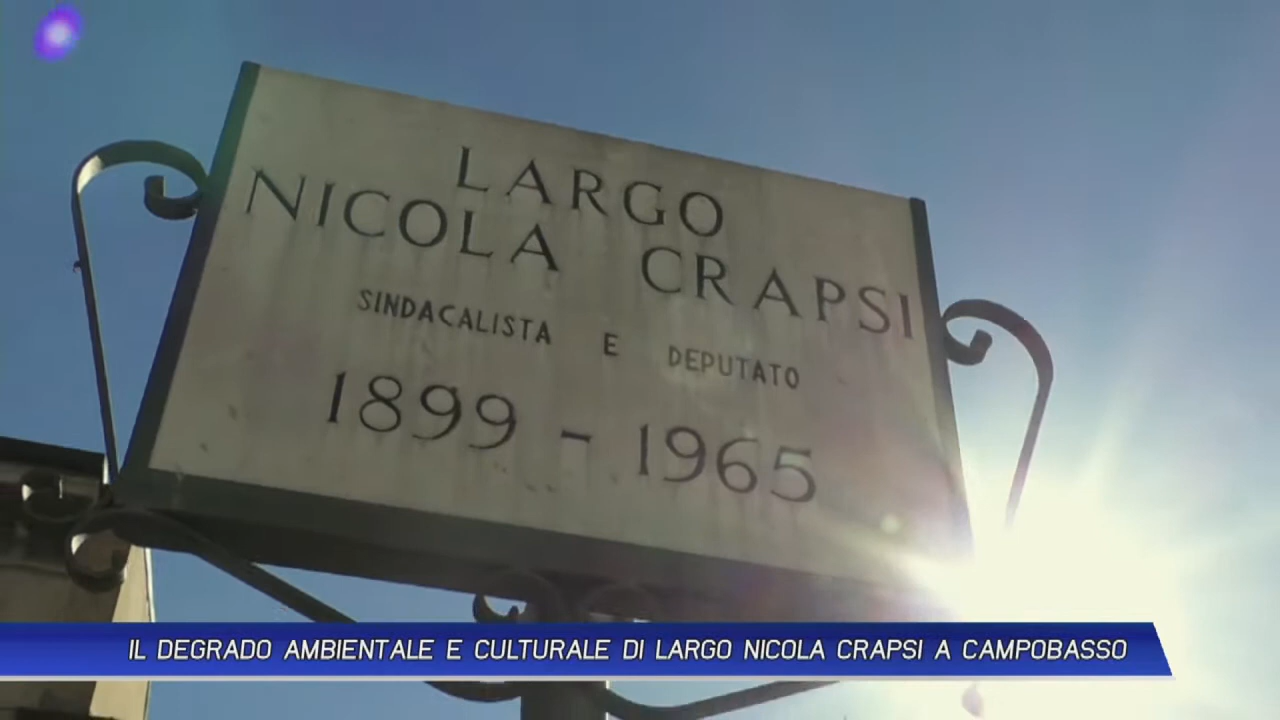 LARGO
NICOLA CRAPSI
SINDACALISTA E DEPUTATO
1899 - 1965
IL DEGRADO AMBIENTALE E CULTURALE DI LARGO NICOLA CRAPSI A CAMPOBASSO